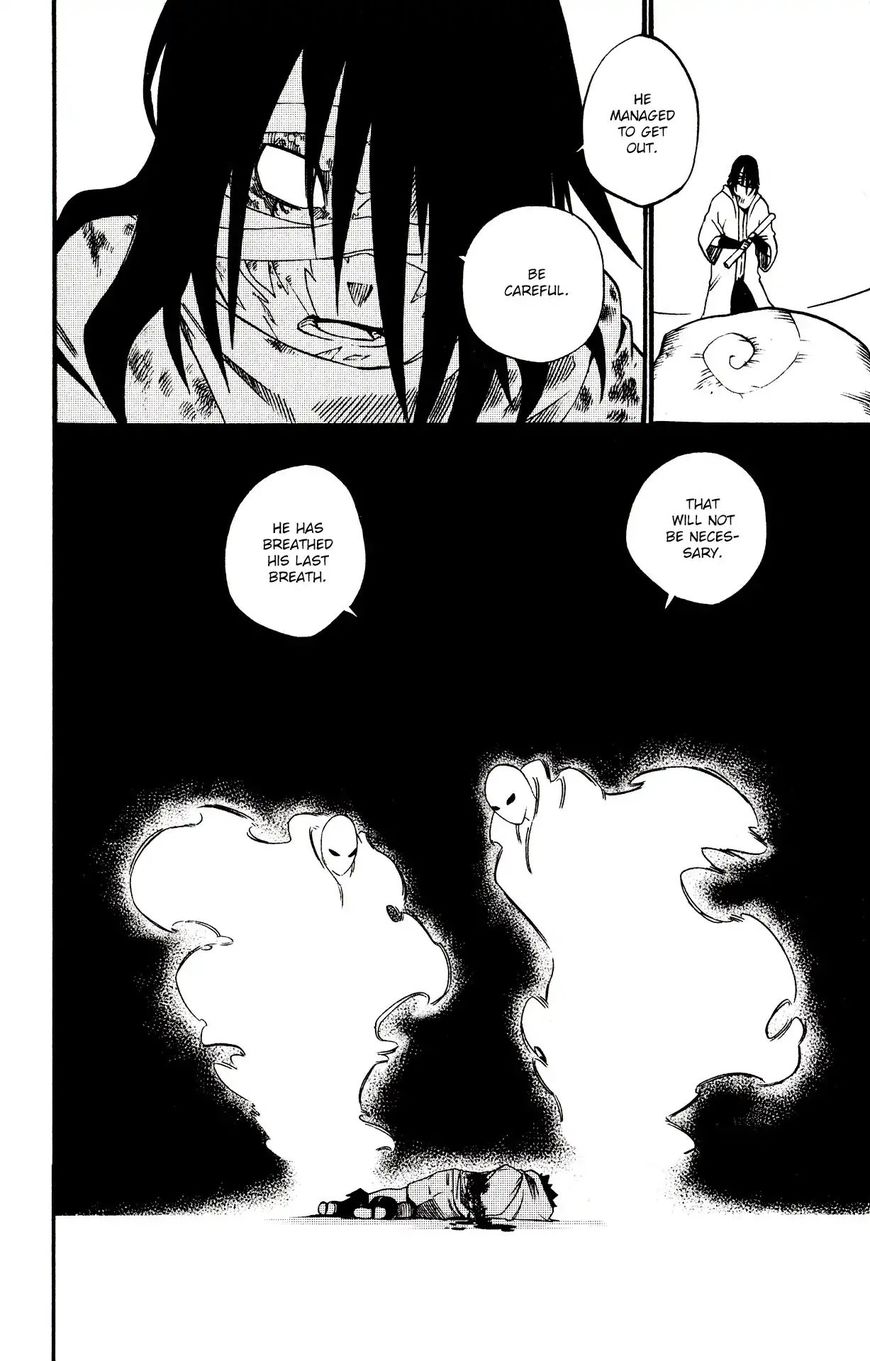 HE
MANAGED
TO GET
OUT.
BE
CAREFUL.
THAT
WILL NOT
BE NECES-
SARY.
HE HAS
BREATHED
HIS LAST
BREATH.